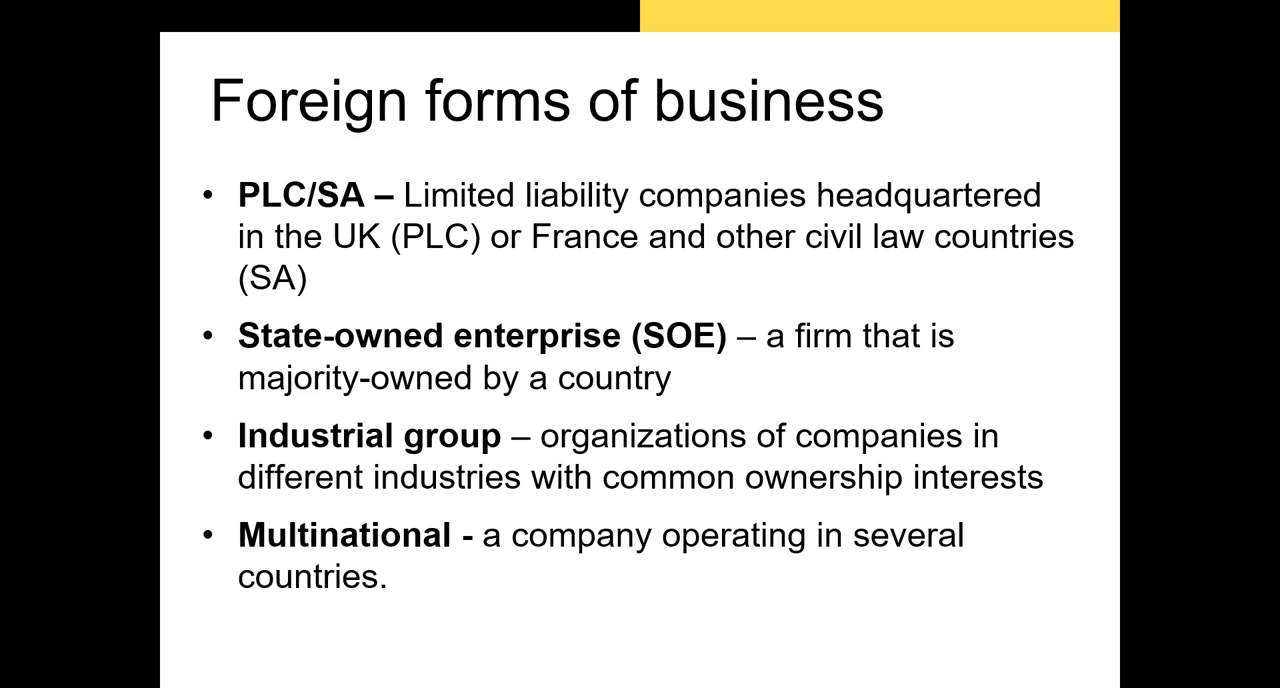 Foreign forms of business
• PLC/SA – Limited liability companies headquartered
in the UK (PLC) or France and other civil law countries
(SA)
• State-owned enterprise (SOE) – a firm that is
majority-owned by a country
• Industrial group – organizations of companies in
different industries with common ownership interests
• Multinational - a company operating in several
countries.